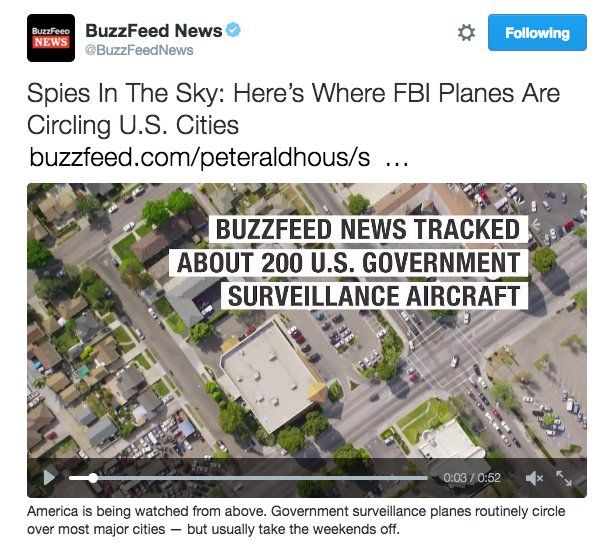 BuzzFeed
NEWS
BuzzFeed News
@BuzzFeedNews
Following
Spies In The Sky: Here’s Where FBI Planes Are
Circling U.S. Cities
buzzfeed.com/peteraldhous/s …
BUZZFEED NEWS TRACKED
ABOUT 200 U.S. GOVERNMENT
SURVEILLANCE AIRCRAFT
0:03 / 0:52
America is being watched from above. Government surveillance planes routinely circle
over most major cities — but usually take the weekends off.